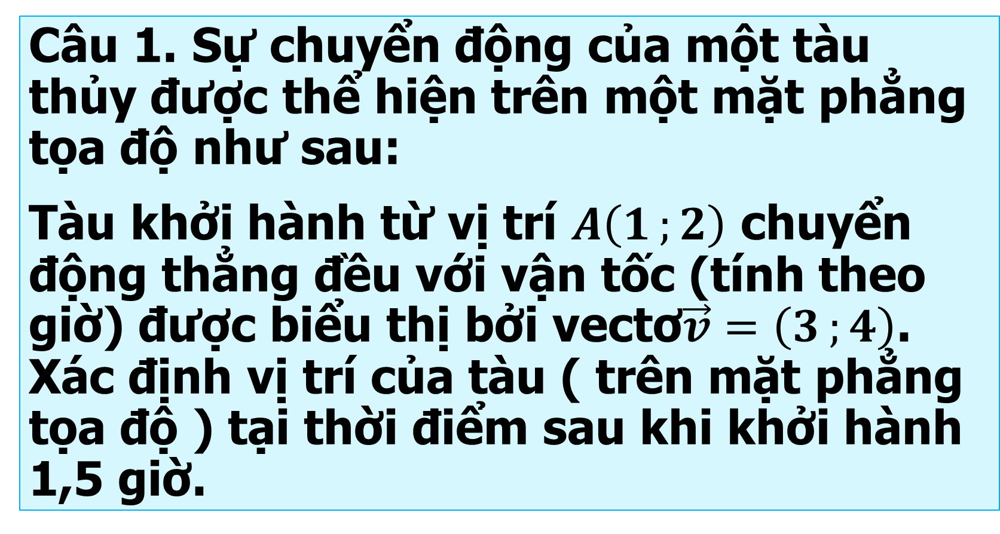 Câu 1. Sự chuyển động của một tàu
thủy được thể hiện trên một mặt phẳng
tọa độ như sau:
Tàu khởi hành từ vị trí A(1 ; 2) chuyển
động thẳng đều với vận tốc (tính theo
giờ) được biểu thị bởi vectơv⃗ = (3 ; 4).
Xác định vị trí của tàu ( trên mặt phẳng
tọa độ ) tại thời điểm sau khi khởi hành
1,5 giờ.